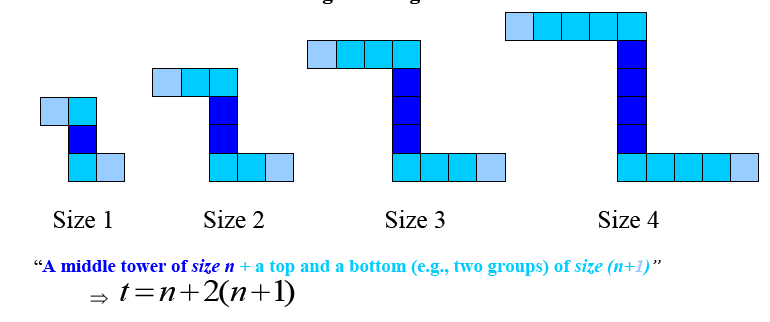 Size 1 Size 2 Size 3 Size 4
“A middle tower of size n + a top and a bottom (e.g., two groups) of size (n+1)”
⇒ t=n+2(n+1)